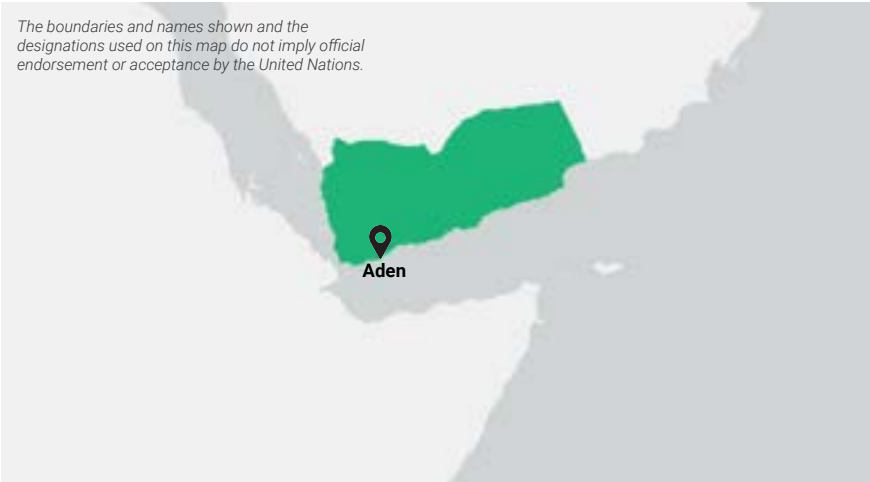 The boundaries and names shown and the
designations used on this map do not imply official
endorsement or acceptance by the United Nations.
Aden